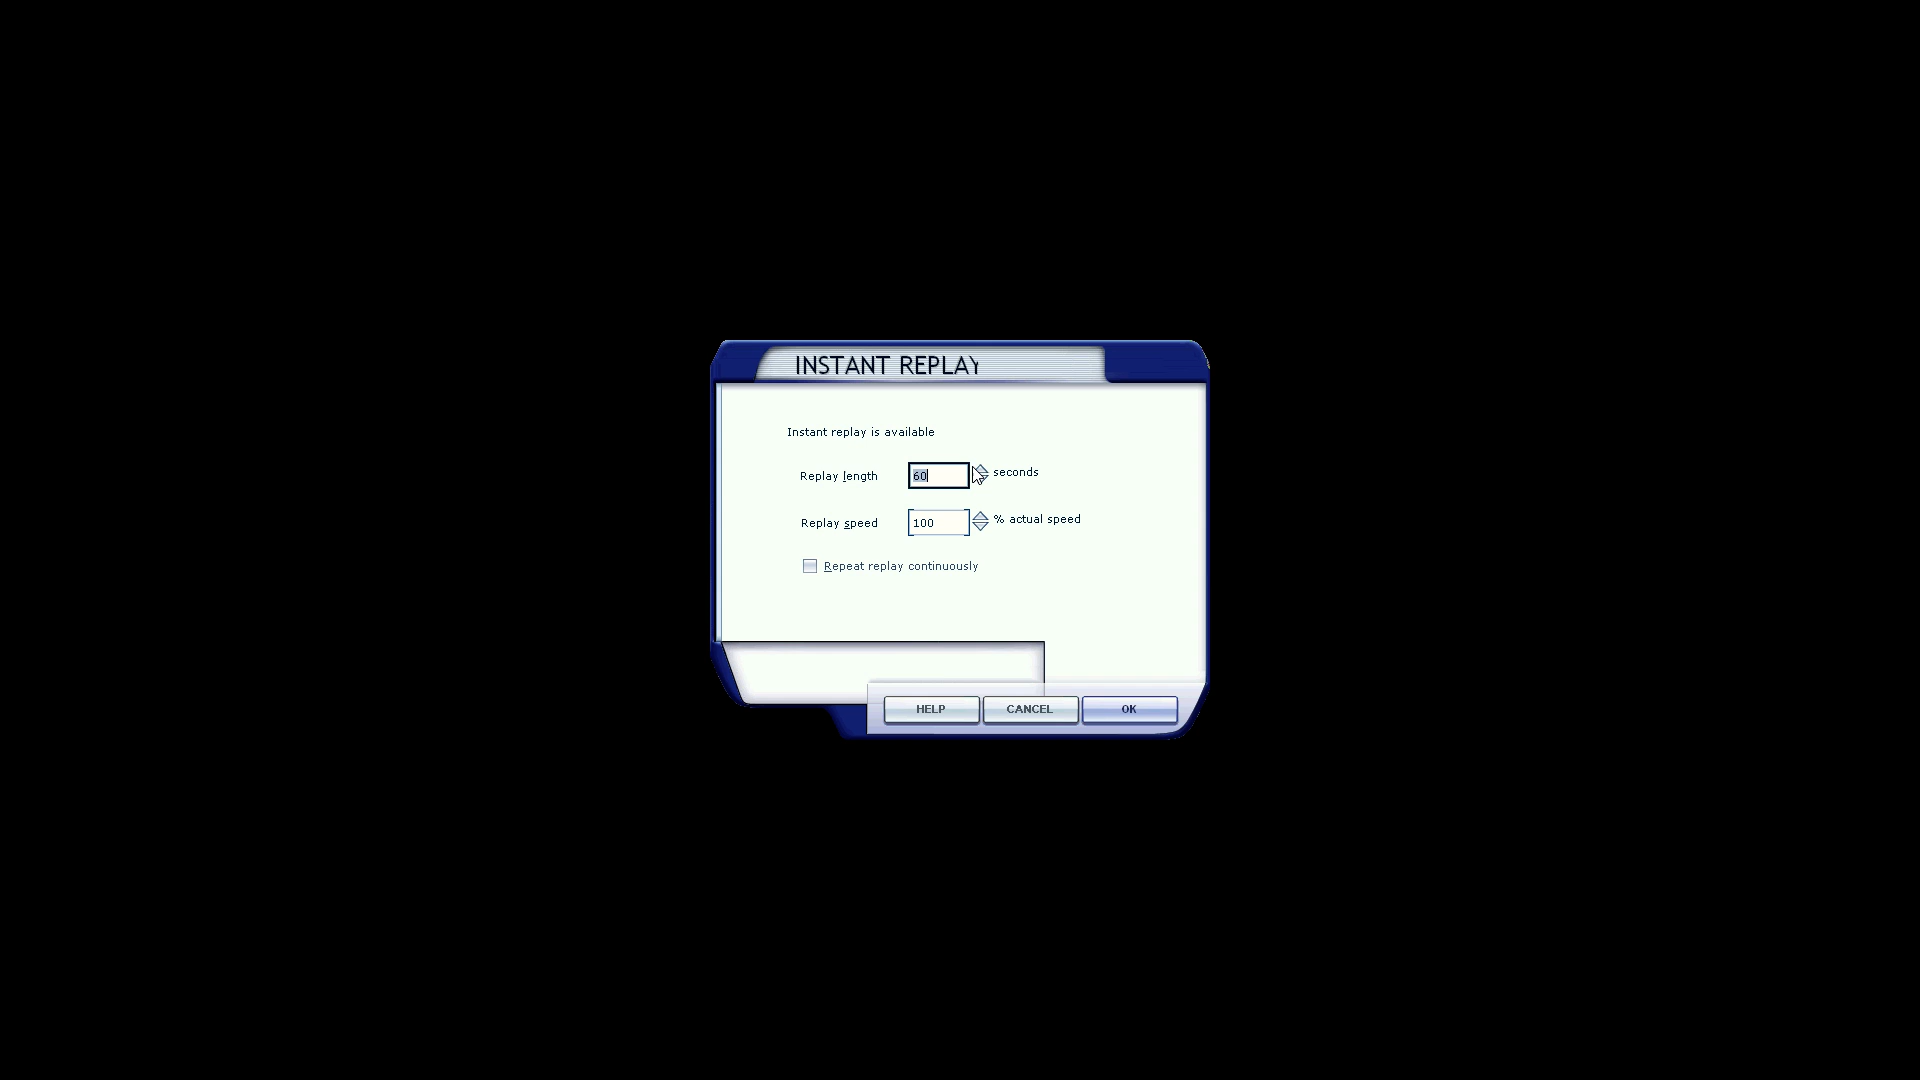 INSTANT REPLAY
Instant replay is available
Replay length 60 seconds
Replay speed 100 % actual speed
Repeat replay continuously
HELP CANCEL OK